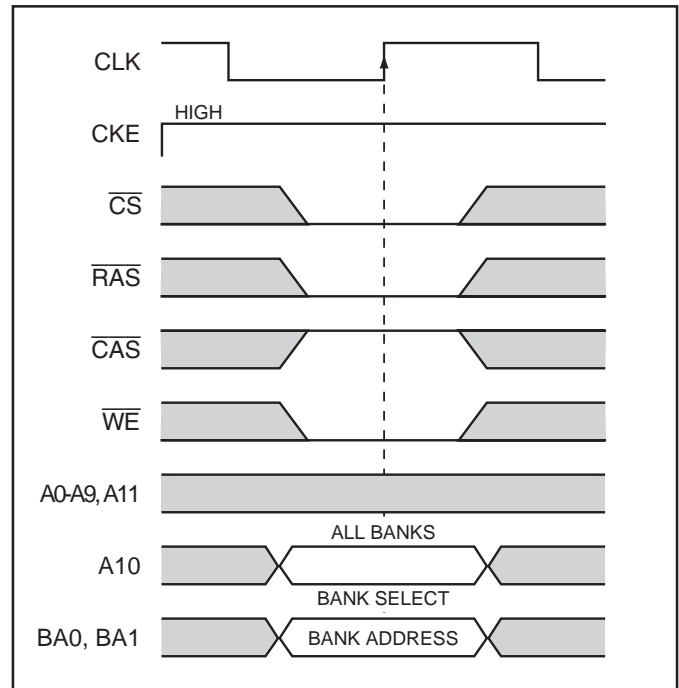 CLK
HIGH
CKE
CS
RAS
CAS
WE
A0-A9, A11
ALL BANKS
A10
BANK SELECT
BA0, BA1
BANK ADDRESS